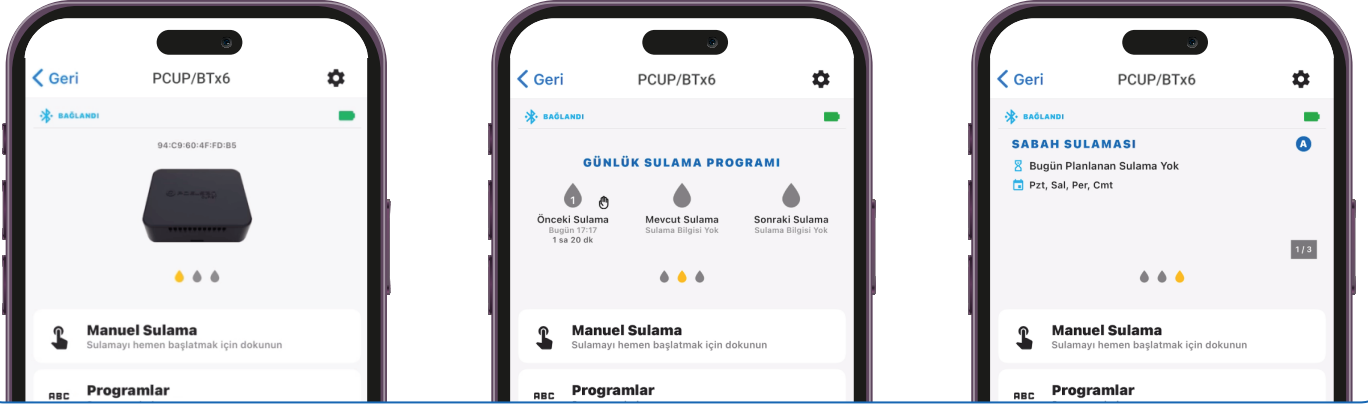 Geri
PCUP/BTx6
BAĞLANDI
94:C9:60:4F:FD:B5
Manuel Sulama
Sulamayı hemen başlatmak için dokunun
ABC
Programlar
Geri
PCUP/BTx6
BAĞLANDI
GÜNLÜK SULAMA PROGRAMI
1
Önceki Sulama
Bugün 17:17
1 sa 20 dk
Mevcut Sulama
Sulama Bilgisi Yok
Sonraki Sulama
Sulama Bilgisi Yok
Manuel Sulama
Sulamayı hemen başlatmak için dokunun
ABC
Programlar
Geri
PCUP/BTx6
BAĞLANDI
SABAH SULAMASI
A
Bugün Planlanan Sulama Yok
Pzt, Sal, Per, Cmt
1/3
Manuel Sulama
Sulamayı hemen başlatmak için dokunun
ABC
Programlar